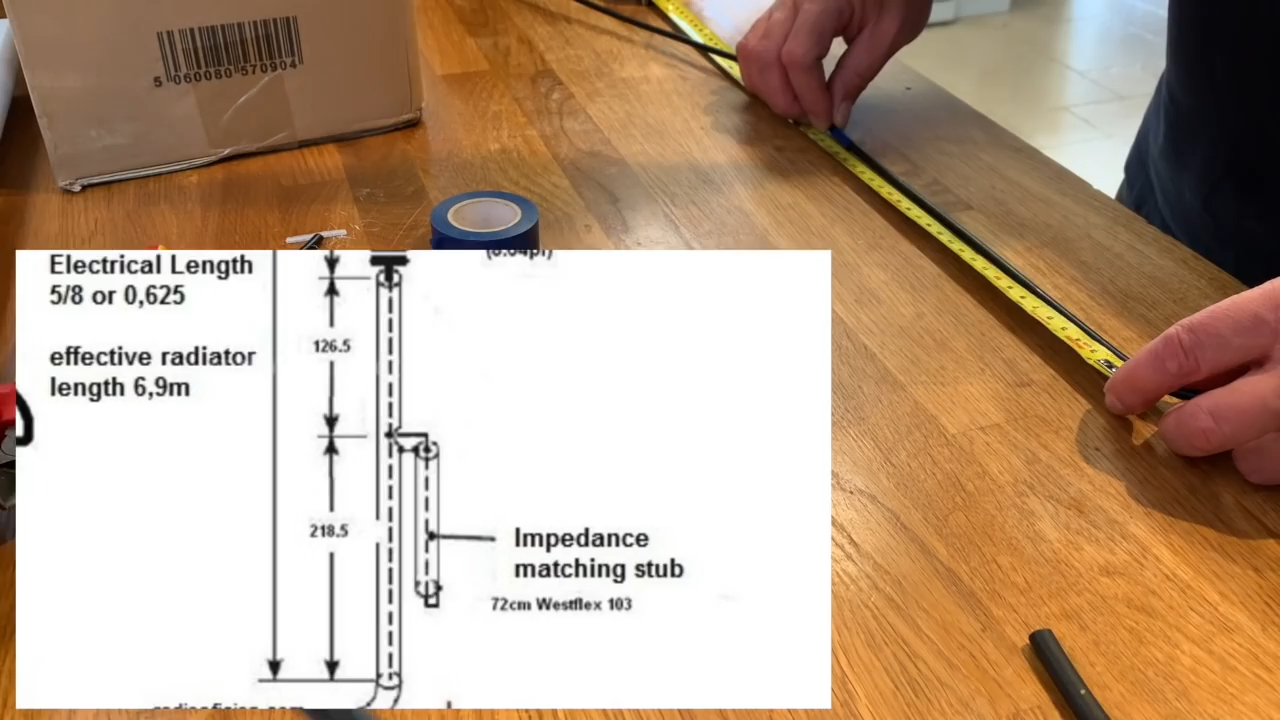 5 060080 570904
Electrical Length
5/8 or 0,625
effective radiator
length 6,9m
126.5
218.5
Impedance
matching stub
72cm Westflex 103